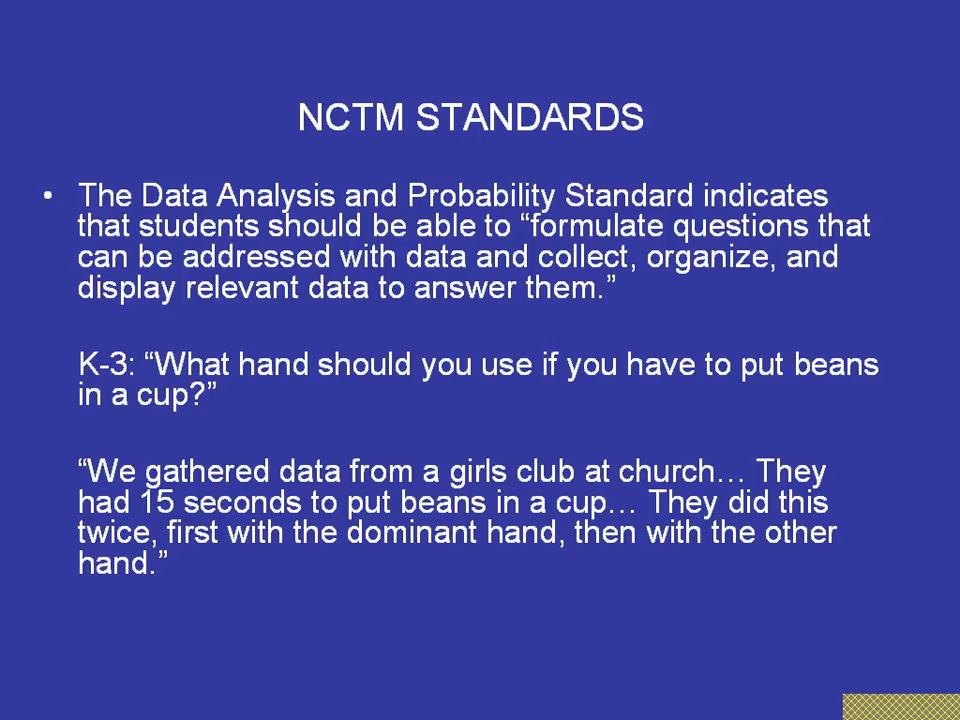 NCTM STANDARDS
• The Data Analysis and Probability Standard indicates
that students should be able to “formulate questions that
can be addressed with data and collect, organize, and
display relevant data to answer them.”
K-3: “What hand should you use if you have to put beans
in a cup?”
“We gathered data from a girls club at church… They
had 15 seconds to put beans in a cup… They did this
twice, first with the dominant hand, then with the other
hand.”